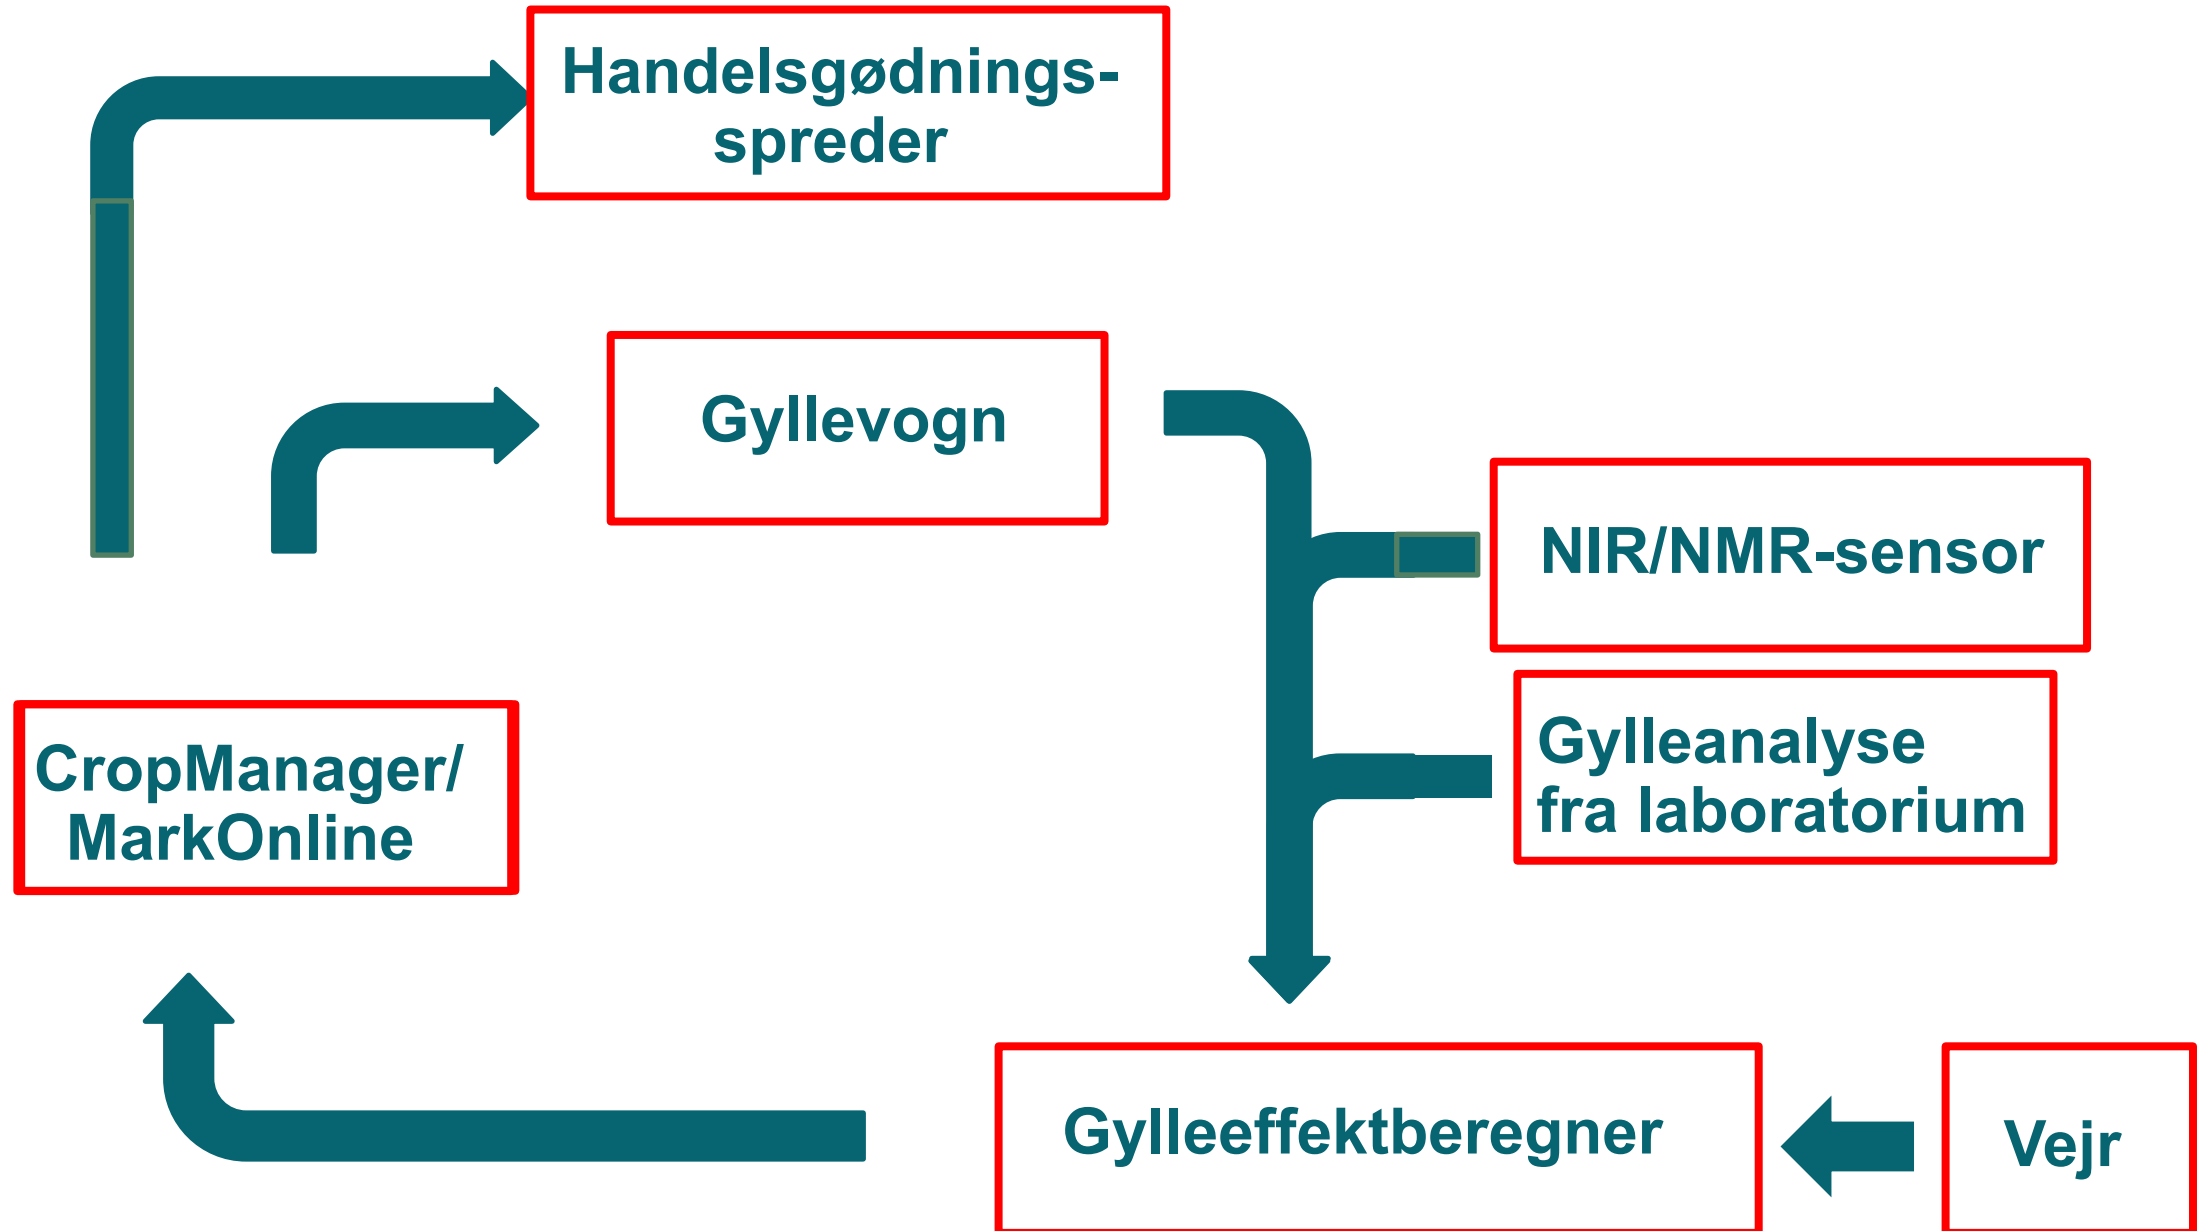 Handelsgødnings-
spreder
Gyllevogn
NIR/NMR-sensor
Gylleanalyse
fra laboratorium
CropManager/
MarkOnline
Gylleeffektberegner
Vejr